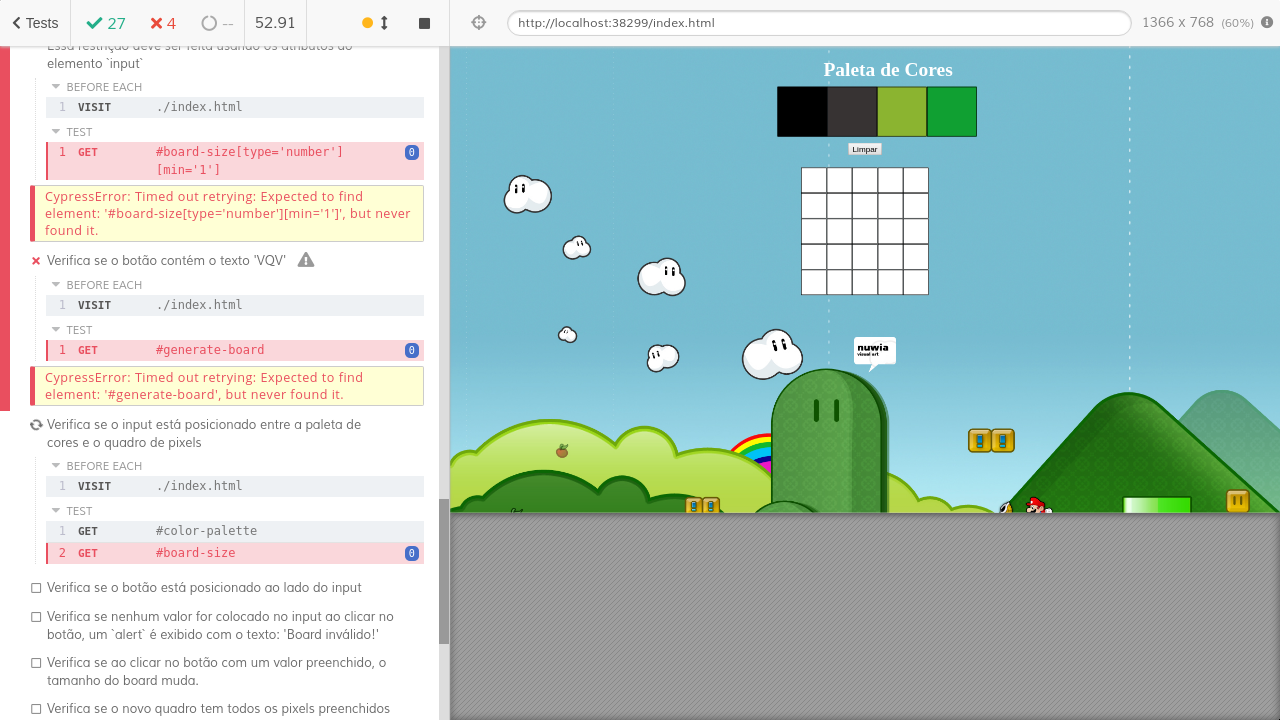 Tests
27
4
--
52.91
http://localhost:38299/index.html
1366 x 768 (60%)
Essa restrição deve ser feita usando os atributos do
elemento `input`
BEFORE EACH
1 VISIT ./index.html
TEST
1 GET #board-size[type='number'] 0
[min='1']
CypressError: Timed out retrying: Expected to find
element: '#board-size[type='number'][min='1']', but never
found it.
Verifica se o botão contém o texto 'VQV'
BEFORE EACH
1 VISIT ./index.html
TEST
1 GET #generate-board 0
CypressError: Timed out retrying: Expected to find
element: '#generate-board', but never found it.
Verifica se o input está posicionado entre a paleta de
cores e o quadro de pixels
BEFORE EACH
1 VISIT ./index.html
TEST
1 GET #color-palette
2 GET #board-size 0
Verifica se o botão está posicionado ao lado do input
Verifica se nenhum valor for colocado no input ao clicar no
botão, um `alert` é exibido com o texto: 'Board inválido!'
Verifica se ao clicar no botão com um valor preenchido, o
tamanho do board muda.
Verifica se o novo quadro tem todos os pixels preenchidos
Paleta de Cores
Limpar
nuwia
visual art